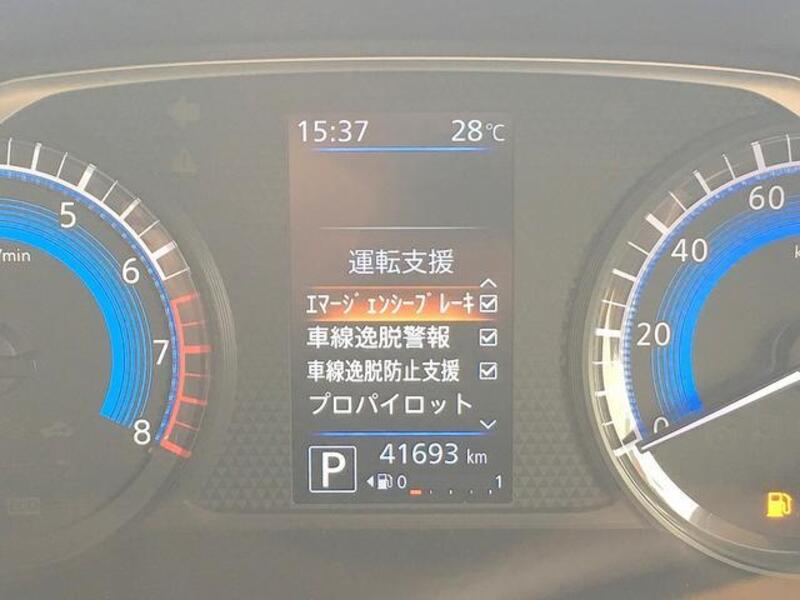 15:37 28℃
運転支援
ｴﾏｰｼﾞｪﾝｼｰﾌﾞﾚｰｷ
車線逸脱警報
車線逸脱防止支援
プロパイロット
P 41693 km
0 1
5
6
7
8
/min
60
40
20
0
k